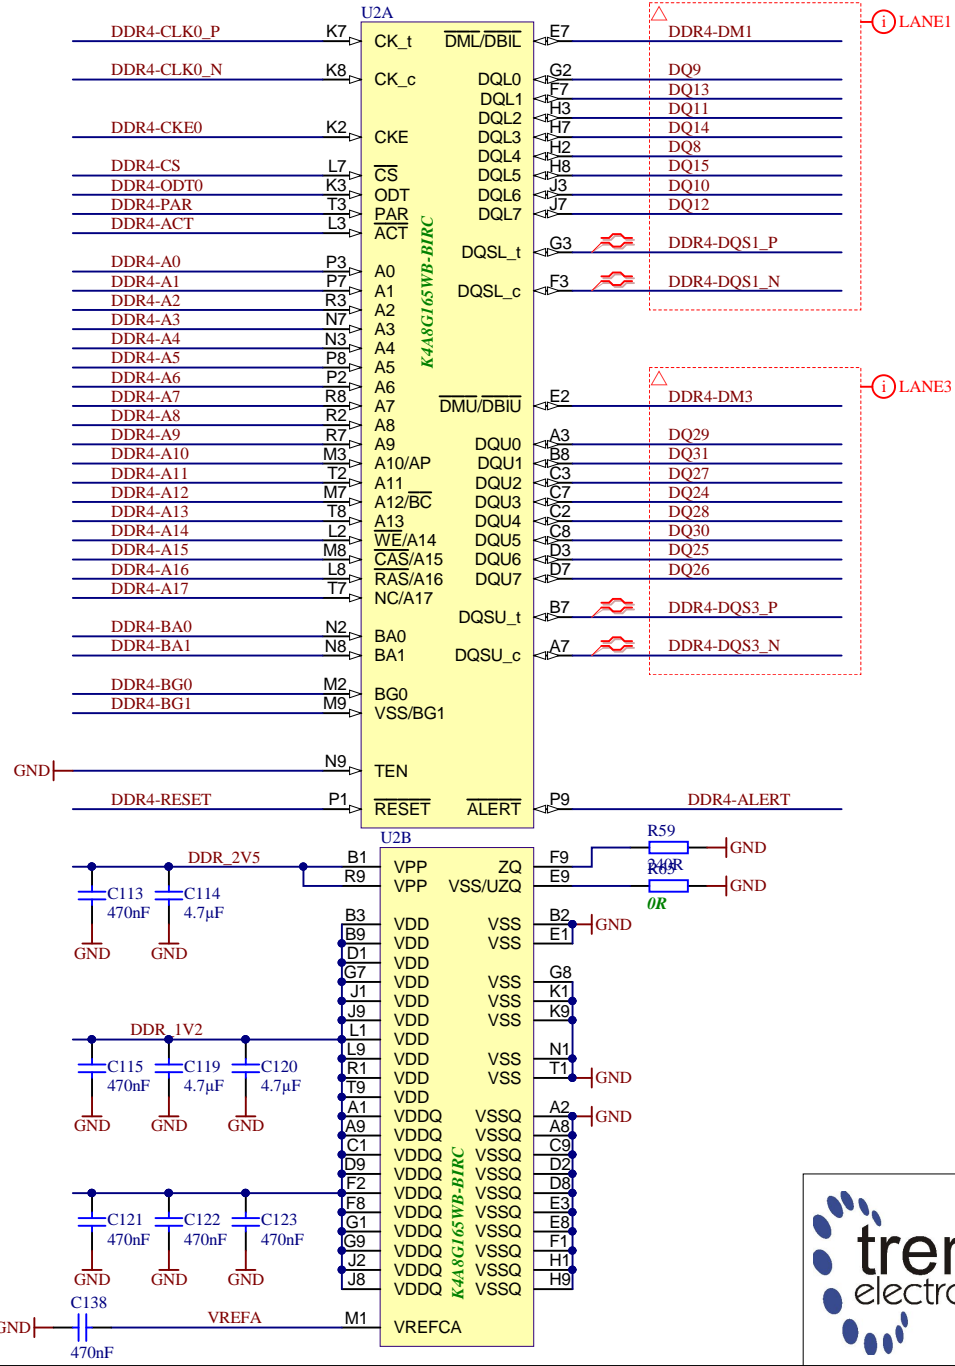 U2A
DDR4-CLK0_P K7 CK_t DML/DBIL E7 DDR4-DM1
LANE1
DDR4-CLK0_N K8 CK_c DQL0 G2 DQ9
DQL1 F7 DQ13
DQL2 H3 DQ11
DDR4-CKE0 K2 CKE DQL3 H7 DQ14
DQL4 H2 DQ8
DDR4-CS L7 CS DQL5 H8 DQ15
DDR4-ODT0 K3 ODT DQL6 J3 DQ10
DDR4-PAR T3 PAR DQL7 J7 DQ12
DDR4-ACT L3 ACT
DQSL_t G3 DDR4-DQS1_P
DDR4-A0 P3 A0
DDR4-A1 P7 A1 DQSL_c F3 DDR4-DQS1_N
DDR4-A2 R3 A2
DDR4-A3 N7 A3
DDR4-A4 N3 A4
DDR4-A5 P8 A5
DDR4-A6 P2 A6
DDR4-A7 R8 A7 DMU/DBIU E2 DDR4-DM3
LANE3
DDR4-A8 R2 A8
DDR4-A9 R7 A9 DQU0 A3 DQ29
DDR4-A10 M3 A10/AP DQU1 B8 DQ31
DDR4-A11 T2 A11 DQU2 C3 DQ27
DDR4-A12 M7 A12/BC DQU3 C7 DQ24
DDR4-A13 T8 A13 DQU4 C2 DQ28
DDR4-A14 L2 WE/A14 DQU5 C8 DQ30
DDR4-A15 M8 CAS/A15 DQU6 D3 DQ25
DDR4-A16 L8 RAS/A16 DQU7 D7 DQ26
DDR4-A17 T7 NC/A17
DQSU_t B7 DDR4-DQS3_P
DDR4-BA0 N2 BA0
DDR4-BA1 N8 BA1 DQSU_c A7 DDR4-DQS3_N
DDR4-BG0 M2 BG0
DDR4-BG1 M9 VSS/BG1
GND N9 TEN
DDR4-RESET P1 RESET ALERT P9 DDR4-ALERT
K4A8G165WB-BIRC
U2B
DDR_2V5 B1 VPP ZQ F9 R59 240R GND
R9 VPP VSS/UZQ E9 R65 0R GND
C113 470nF GND
C114 4.7µF GND
B3 VDD VSS B2 GND
B9 VDD VSS E1
D1 VDD
G7 VDD VSS G8
J1 VDD VSS K1
J9 VDD VSS K9
DDR_1V2 L1 VDD
L9 VDD VSS N1
R1 VDD VSS T1 GND
T9 VDD
C115 470nF GND
C119 4.7µF GND
C120 4.7µF GND
A1 VDDQ VSSQ A2 GND
A9 VDDQ VSSQ A8
C1 VDDQ VSSQ C9
D9 VDDQ VSSQ D2
F2 VDDQ VSSQ D8
F8 VDDQ VSSQ E3
G1 VDDQ VSSQ E8
G9 VDDQ VSSQ F1
J2 VDDQ VSSQ H1
J8 VDDQ VSSQ H9
C121 470nF GND
C122 470nF GND
C123 470nF GND
K4A8G165WB-BIRC
GND C138 470nF VREFA M1 VREFCA
tren
electro